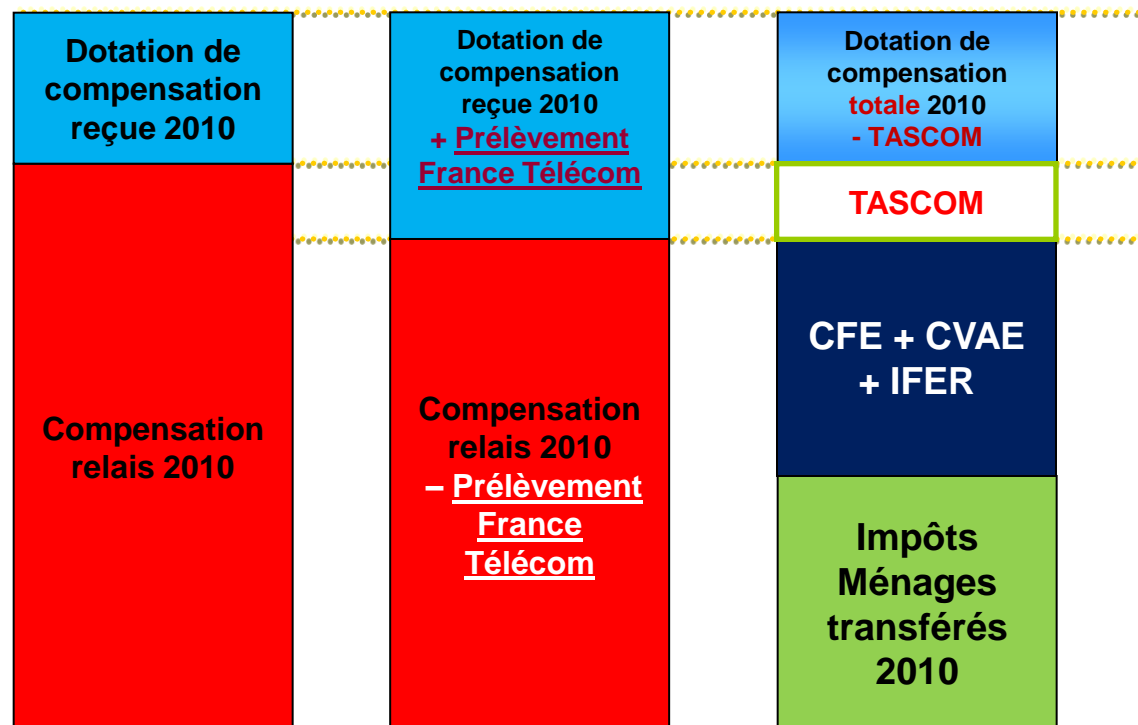 Dotation de
compensation
reçue 2010
Compensation
relais 2010
Dotation de
compensation
reçue 2010
+ Prélèvement
France Télécom
Compensation
relais 2010
– Prélèvement
France
Télécom
Dotation de
compensation
totale 2010
- TASCOM
TASCOM
CFE + CVAE
+ IFER
Impôts
Ménages
transférés
2010